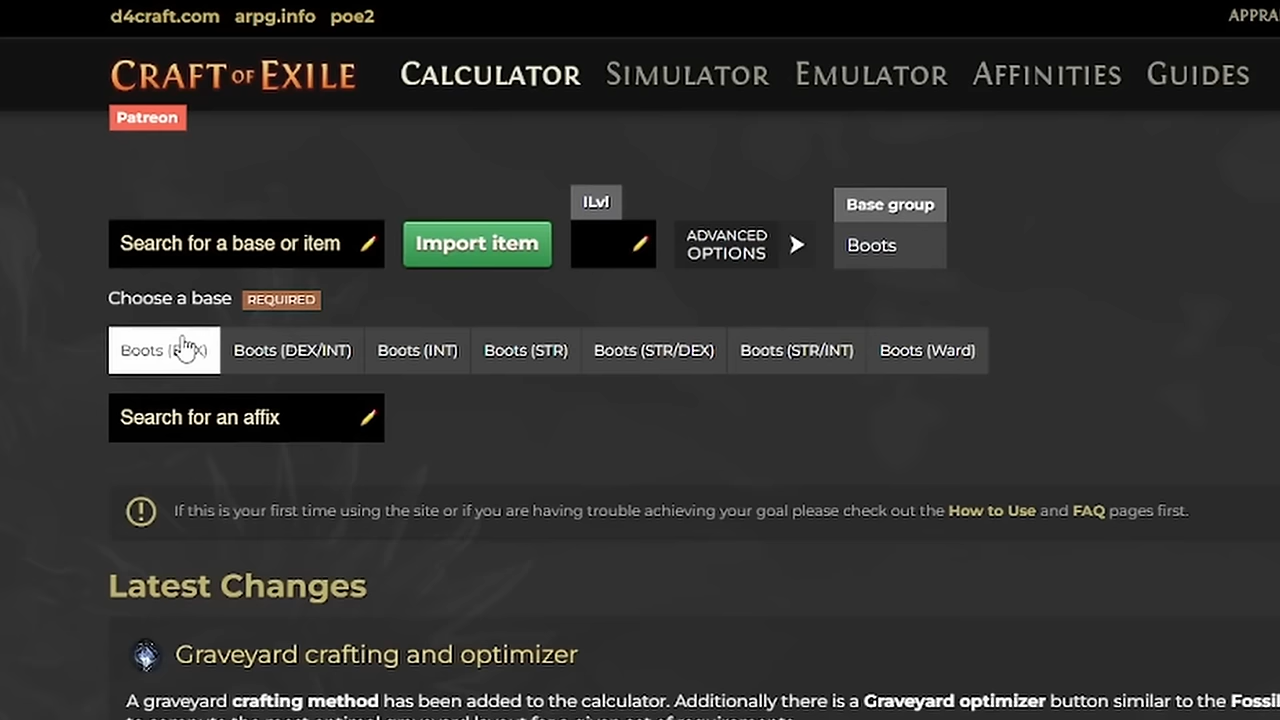 d4craft.com arpg.info poe2
CRAFT OF EXILE CALCULATOR SIMULATOR EMULATOR AFFINITIES GUIDES
Patreon
ILvl
Base group
Search for a base or item
Import item
ADVANCED
OPTIONS
Boots
Choose a base REQUIRED
Boots Boots (DEX/INT) Boots (INT) Boots (STR) Boots (STR/DEX) Boots (STR/INT) Boots (Ward)
Search for an affix
If this is your first time using the site or if you are having trouble achieving your goal please check out the How to Use and FAQ pages first.
Latest Changes
Graveyard crafting and optimizer
A graveyard crafting method has been added to the calculator. Additionally there is a Graveyard optimizer button similar to the